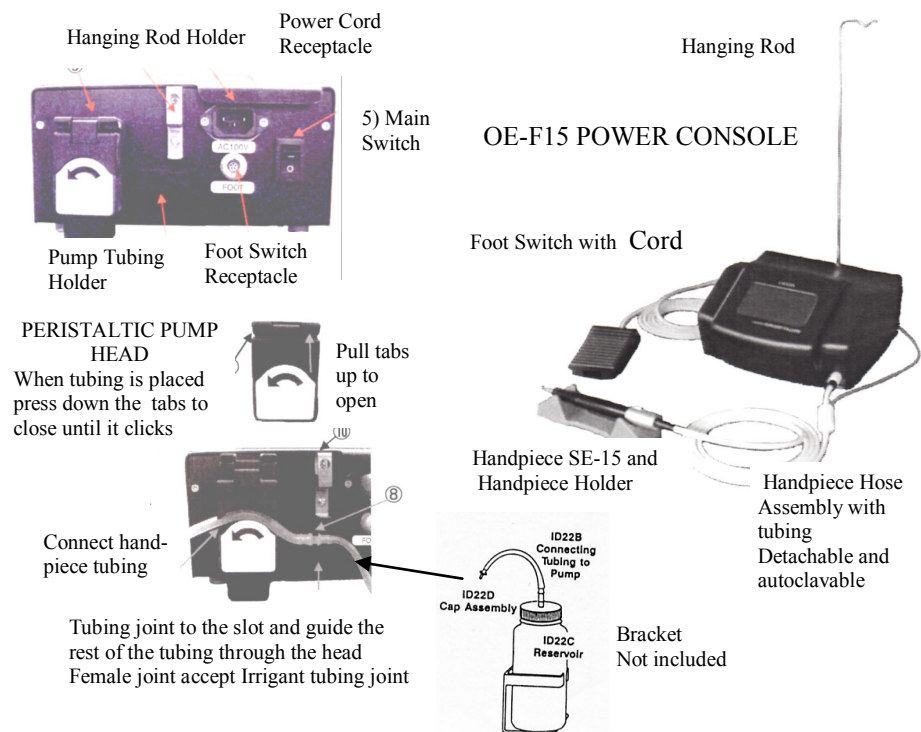 Hanging Rod Holder
Power Cord
Receptacle
5) Main
Switch
AC100V
FOOT
Pump Tubing
Holder
Foot Switch
Receptacle
Hanging Rod
OE-F15 POWER CONSOLE
Foot Switch with Cord
PERISTALTIC PUMP
HEAD
When tubing is placed
press down the tabs to
close until it clicks
Pull tabs
up to
open
Handpiece SE-15 and
Handpiece Holder
Handpiece Hose
Assembly with
tubing
Detachable and
autoclavable
⑩
⑧
Connect hand-
piece tubing
Tubing joint to the slot and guide the
rest of the tubing through the head
Female joint accept Irrigant tubing joint
ID22B
Connecting
Tubing to
Pump
ID22D
Cap Assembly
ID22C
Reservoir
Bracket
Not included